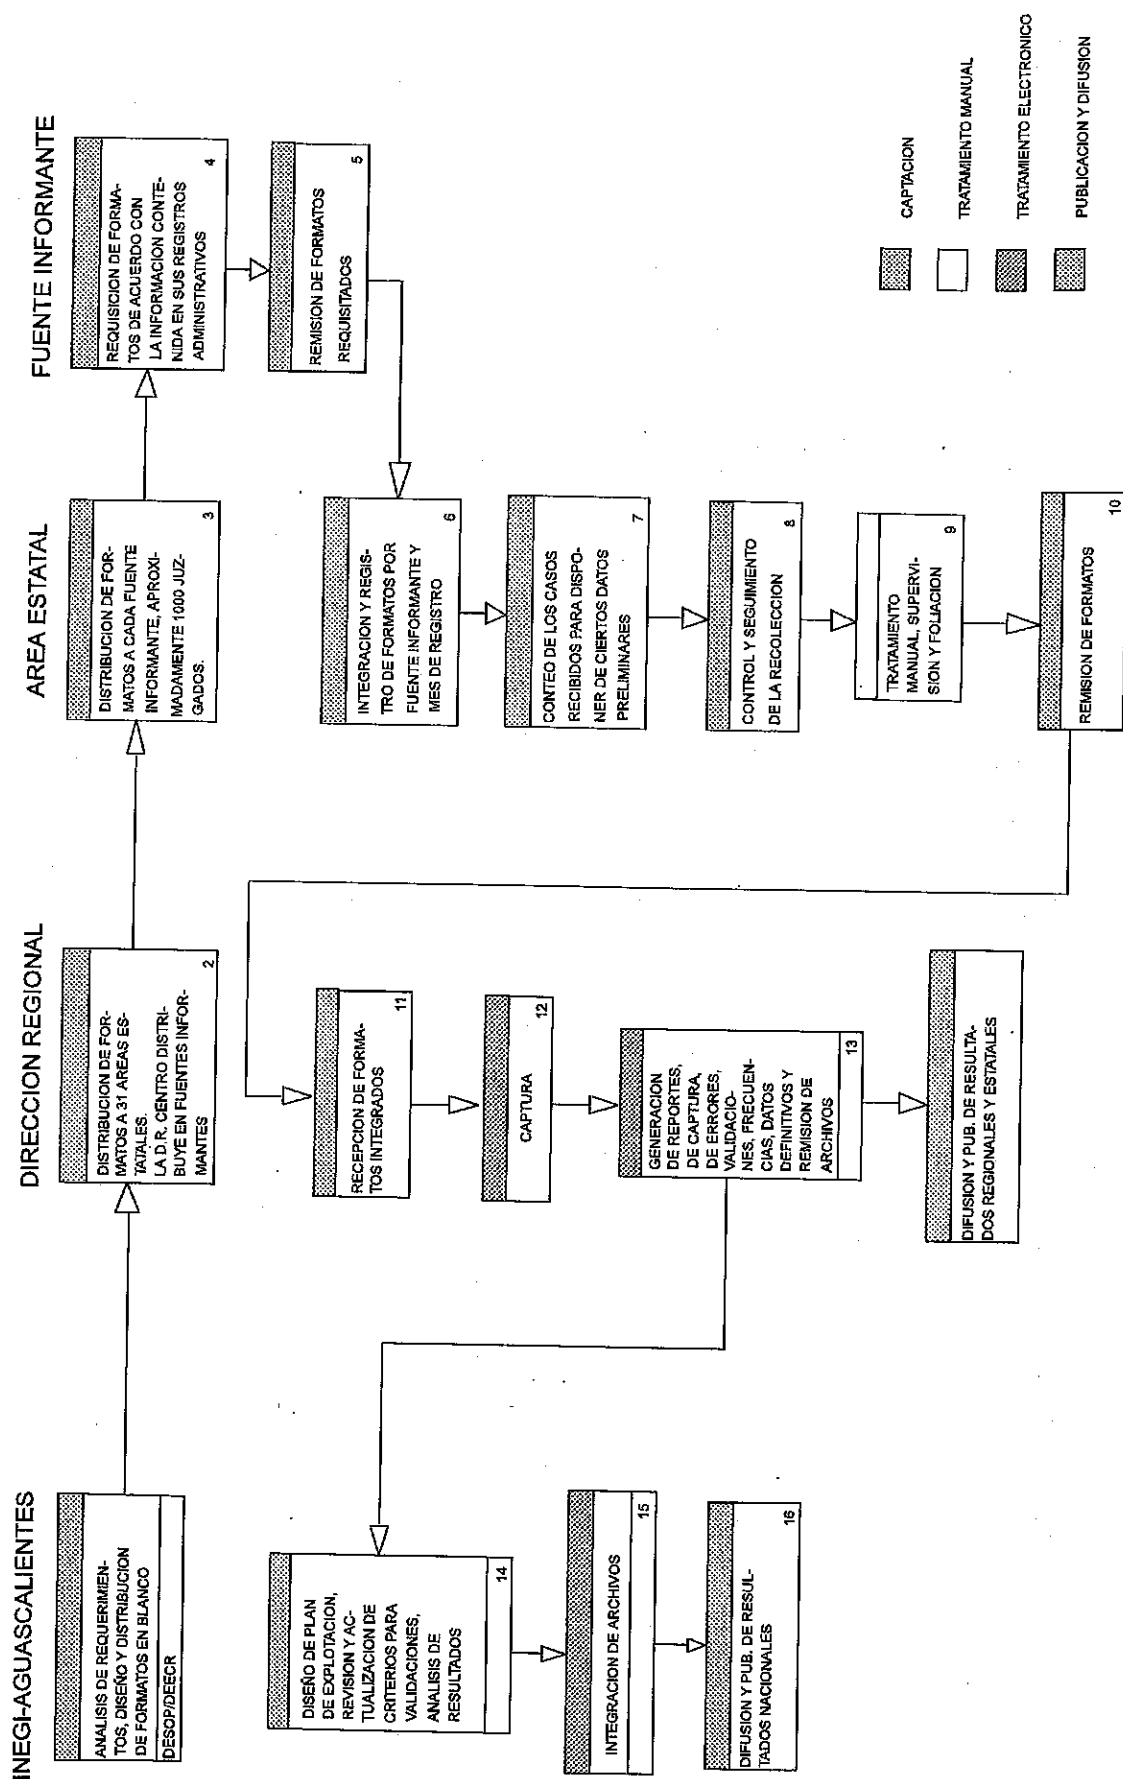 INEGI-AGUASCALIENTES
DIRECCION REGIONAL
AREA ESTATAL
FUENTE INFORMANTE
ANALISIS DE REQUERIMIEN-
TOS, DISEÑO Y DISTRIBUCION
DE FORMATOS EN BLANCO
DESOP/DEECR
DISTRIBUCION DE FOR-
MATOS A 31 AREAS ES-
TATALES.
LA D.R. CENTRO DISTRI-
BUYE EN FUENTES INFOR-
MANTES
2
DISTRIBUCION DE FOR-
MATOS A CADA FUENTE
INFORMANTE, APROXI-
MADAMENTE 1000 JUZ-
GADOS.
3
REQUISICION DE FORMA-
TOS DE ACUERDO CON
LA INFORMACION CONTE-
NIDA EN SUS REGISTROS
ADMINISTRATIVOS
4
REMISION DE FORMATOS
REQUISITADOS
5
INTEGRACION Y REGIS-
TRO DE FORMATOS POR
FUENTE INFORMANTE Y
MES DE REGISTRO
6
CONTEO DE LOS CASOS
RECIBIDOS PARA DISPO-
NER DE CIERTOS DATOS
PRELIMINARES
7
CONTROL Y SEGUIMIENTO
DE LA RECOLECCION
8
TRATAMIENTO
MANUAL, SUPERVI-
SION Y FOLIACION
9
REMISION DE FORMATOS
10
RECEPCION DE FORMA-
TOS INTEGRADOS
11
CAPTURA
12
GENERACION
DE REPORTES,
DE CAPTURA,
DE ERRORES,
VALIDACIO-
NES, FRECUEN-
CIAS, DATOS
DEFINITIVOS Y
REMISION DE
ARCHIVOS
13
DIFUSION Y PUB. DE RESULTA-
DOS REGIONALES Y ESTATALES
DISEÑO DE PLAN
DE EXPLOTACION,
REVISION Y AC-
TUALIZACION DE
CRITERIOS PARA
VALIDACIONES,
ANALISIS DE
RESULTADOS
14
INTEGRACION DE ARCHIVOS
15
DIFUSION Y PUB. DE RESUL-
TADOS NACIONALES
16
CAPTACION
TRATAMIENTO MANUAL
TRATAMIENTO ELECTRONICO
PUBLICACION Y DIFUSION